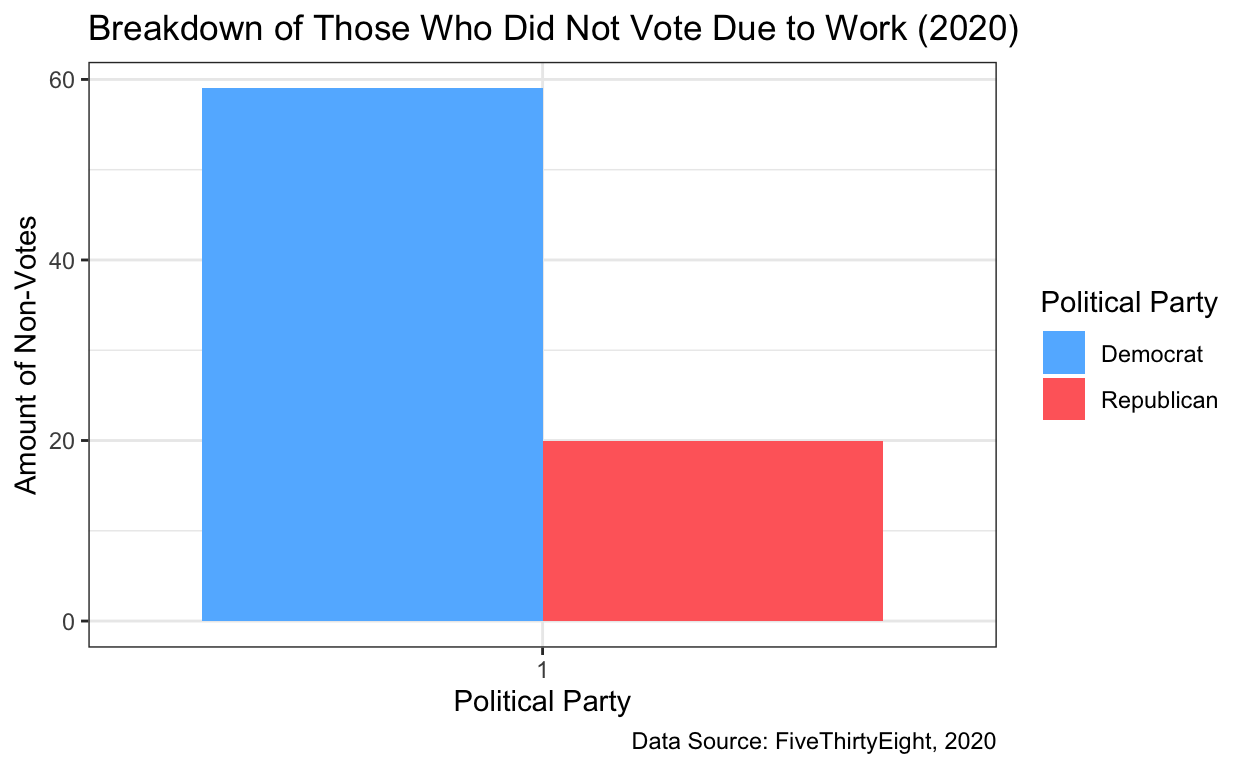 Breakdown of Those Who Did Not Vote Due to Work (2020)
Amount of Non-Votes
60
40
20
0
1
Political Party
Political Party
Democrat
Republican
Data Source: FiveThirtyEight, 2020